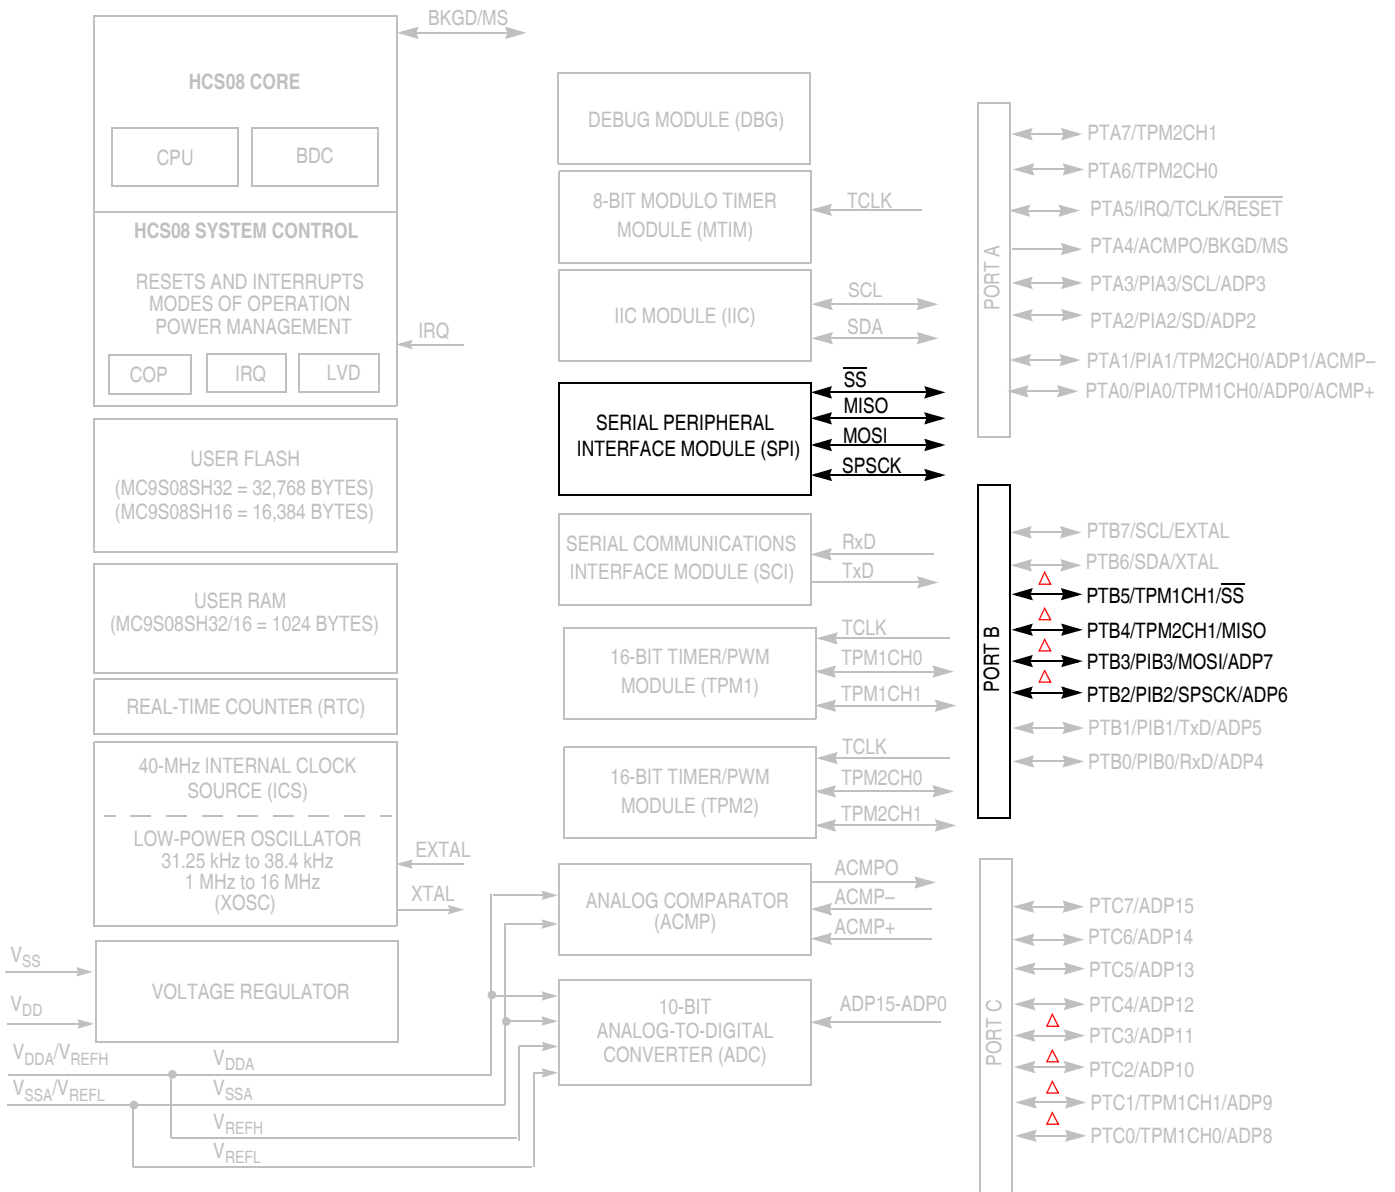 BKGD/MS
HCS08 CORE
CPU
BDC
HCS08 SYSTEM CONTROL
RESETS AND INTERRUPTS
MODES OF OPERATION
POWER MANAGEMENT
IRQ
COP
IRQ
LVD
USER FLASH
(MC9S08SH32 = 32,768 BYTES)
(MC9S08SH16 = 16,384 BYTES)
USER RAM
(MC9S08SH32/16 = 1024 BYTES)
REAL-TIME COUNTER (RTC)
40-MHz INTERNAL CLOCK
SOURCE (ICS)
LOW-POWER OSCILLATOR
31.25 kHz to 38.4 kHz
1 MHz to 16 MHz
(XOSC)
EXTAL
XTAL
VSS
VDD
VOLTAGE REGULATOR
VDDA/VREFH
VSSA/VREFL
VDDA
VSSA
VREFH
VREFL
DEBUG MODULE (DBG)
8-BIT MODULO TIMER
MODULE (MTIM)
TCLK
IIC MODULE (IIC)
SCL
SDA
SERIAL PERIPHERAL
INTERFACE MODULE (SPI)
SS
MISO
MOSI
SPSCK
SERIAL COMMUNICATIONS
INTERFACE MODULE (SCI)
RxD
TxD
16-BIT TIMER/PWM
MODULE (TPM1)
TCLK
TPM1CH0
TPM1CH1
16-BIT TIMER/PWM
MODULE (TPM2)
TCLK
TPM2CH0
TPM2CH1
ANALOG COMPARATOR
(ACMP)
ACMPO
ACMP–
ACMP+
10-BIT
ANALOG-TO-DIGITAL
CONVERTER (ADC)
ADP15-ADP0
PORT A
PTA7/TPM2CH1
PTA6/TPM2CH0
PTA5/IRQ/TCLK/RESET
PTA4/ACMPO/BKGD/MS
PTA3/PIA3/SCL/ADP3
PTA2/PIA2/SD/ADP2
PTA1/PIA1/TPM2CH0/ADP1/ACMP–
PTA0/PIA0/TPM1CH0/ADP0/ACMP+
PORT B
PTB7/SCL/EXTAL
PTB6/SDA/XTAL
PTB5/TPM1CH1/SS
PTB4/TPM2CH1/MISO
PTB3/PIB3/MOSI/ADP7
PTB2/PIB2/SPSCK/ADP6
PTB1/PIB1/TxD/ADP5
PTB0/PIB0/RxD/ADP4
PORT C
PTC7/ADP15
PTC6/ADP14
PTC5/ADP13
PTC4/ADP12
PTC3/ADP11
PTC2/ADP10
PTC1/TPM1CH1/ADP9
PTC0/TPM1CH0/ADP8